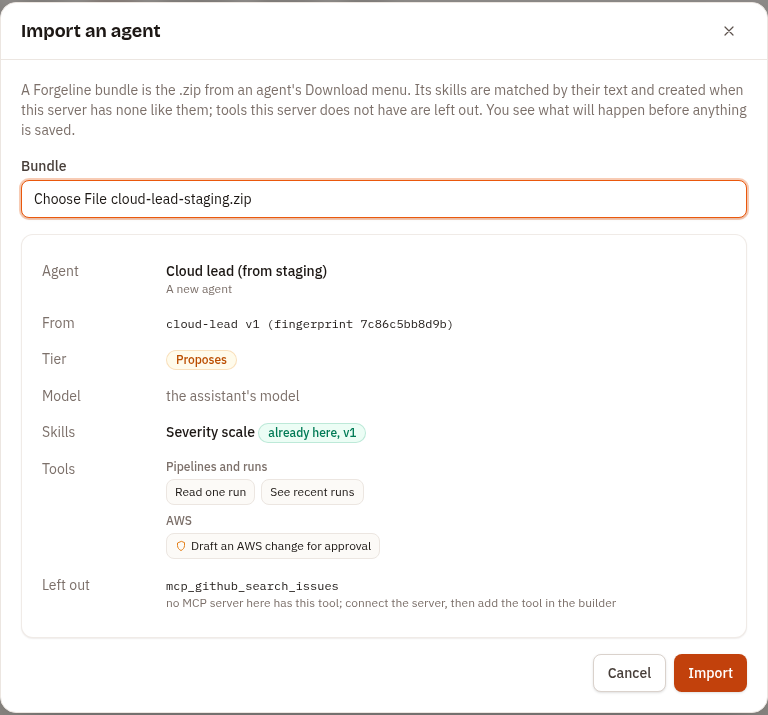 Import an agent
A Forgeline bundle is the .zip from an agent's Download menu. Its skills are matched by their text and created when
this server has none like them; tools this server does not have are left out. You see what will happen before anything
is saved.
Bundle
Choose File cloud-lead-staging.zip
Agent
Cloud lead (from staging)
A new agent
From
cloud-lead v1 (fingerprint 7c86c5bb8d9b)
Tier
Proposes
Model
the assistant's model
Skills
Severity scale already here, v1
Tools
Pipelines and runs
Read one run See recent runs
AWS
Draft an AWS change for approval
Left out
mcp_github_search_issues
no MCP server here has this tool; connect the server, then add the tool in the builder
Cancel Import